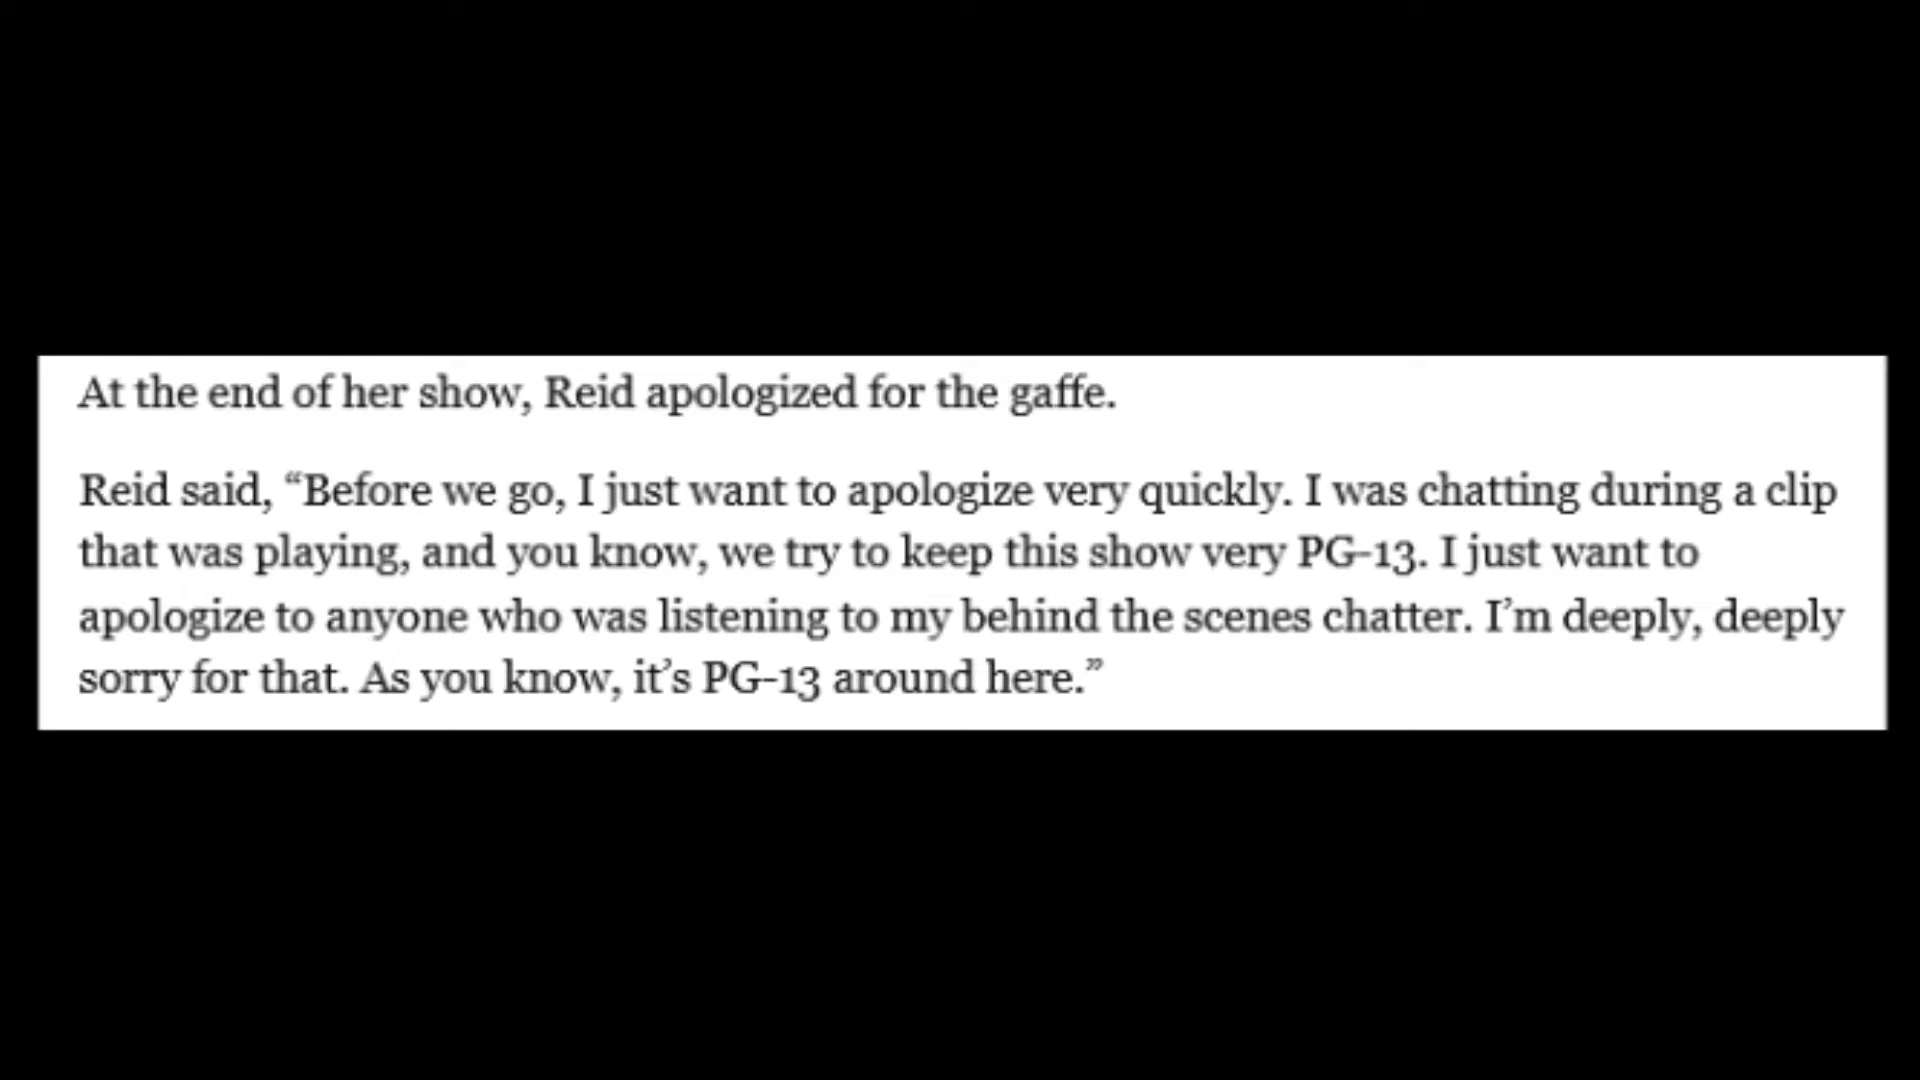 At the end of her show, Reid apologized for the gaffe.
Reid said, “Before we go, I just want to apologize very quickly. I was chatting during a clip
that was playing, and you know, we try to keep this show very PG-13. I just want to
apologize to anyone who was listening to my behind the scenes chatter. I’m deeply, deeply
sorry for that. As you know, it’s PG-13 around here.”